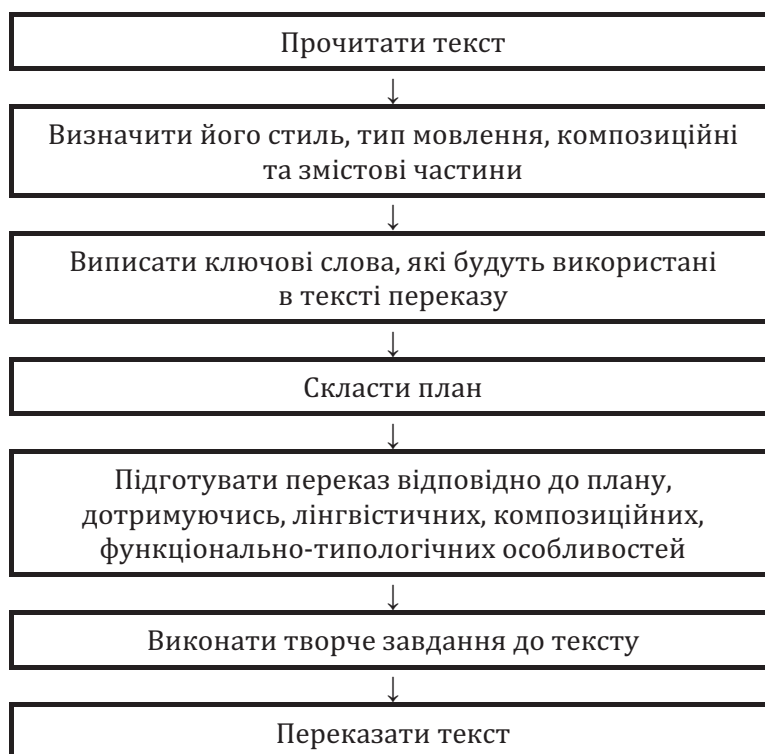 Прочитати текст
↓
Визначити його стиль, тип мовлення, композиційні
та змістові частини
↓
Виписати ключові слова, які будуть використані
в тексті переказу
↓
Скласти план
↓
Підготувати переказ відповідно до плану,
дотримуючись, лінгвістичних, композиційних,
функціонально-типологічних особливостей
↓
Виконати творче завдання до тексту
↓
Переказати текст